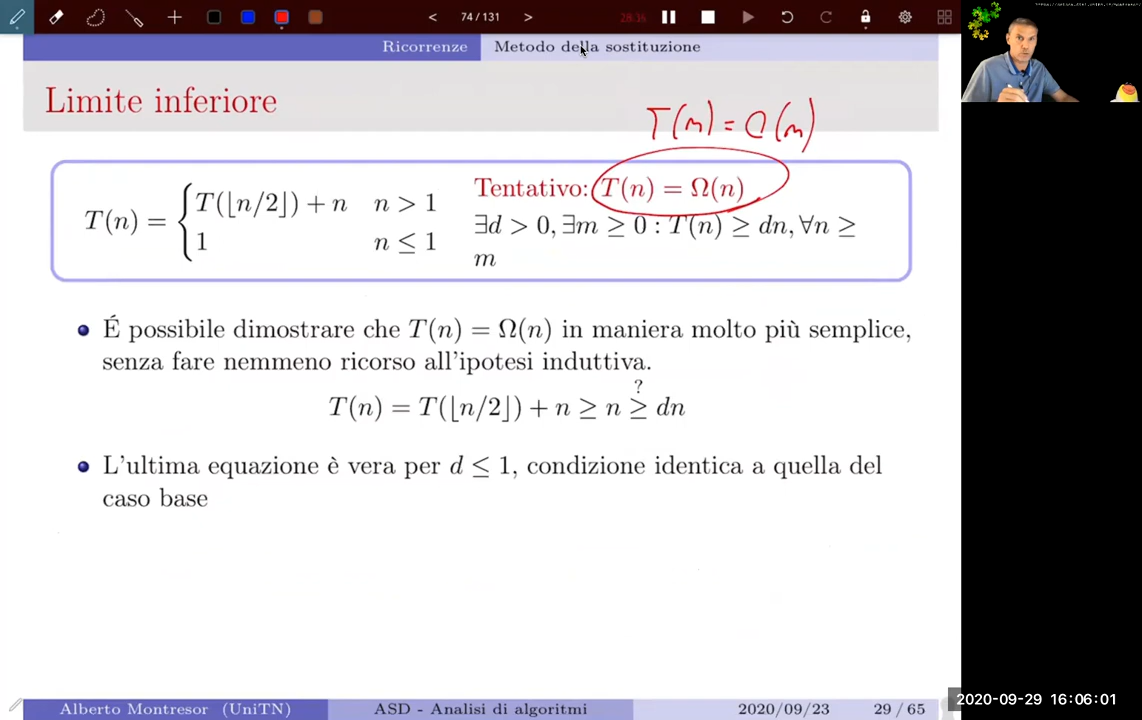 74 / 131
28:35
Ricorrenze Metodo della sostituzione
Limite inferiore
T(n) = O(n)
T(n) = { T(⌊n/2⌋) + n n > 1
1 n ≤ 1
Tentativo: T(n) = Ω(n)
∃d > 0, ∃m ≥ 0 : T(n) ≥ dn, ∀n ≥
m
É possibile dimostrare che T(n) = Ω(n) in maniera molto più semplice,
senza fare nemmeno ricorso all'ipotesi induttiva.
T(n) = T(⌊n/2⌋) + n ≥ n ≥? dn
L'ultima equazione è vera per d ≤ 1, condizione identica a quella del
caso base
Alberto Montresor (UniTN) ASD - Analisi di algoritmi 2020/09/23 29 / 65
2020-09-29 16:06:01